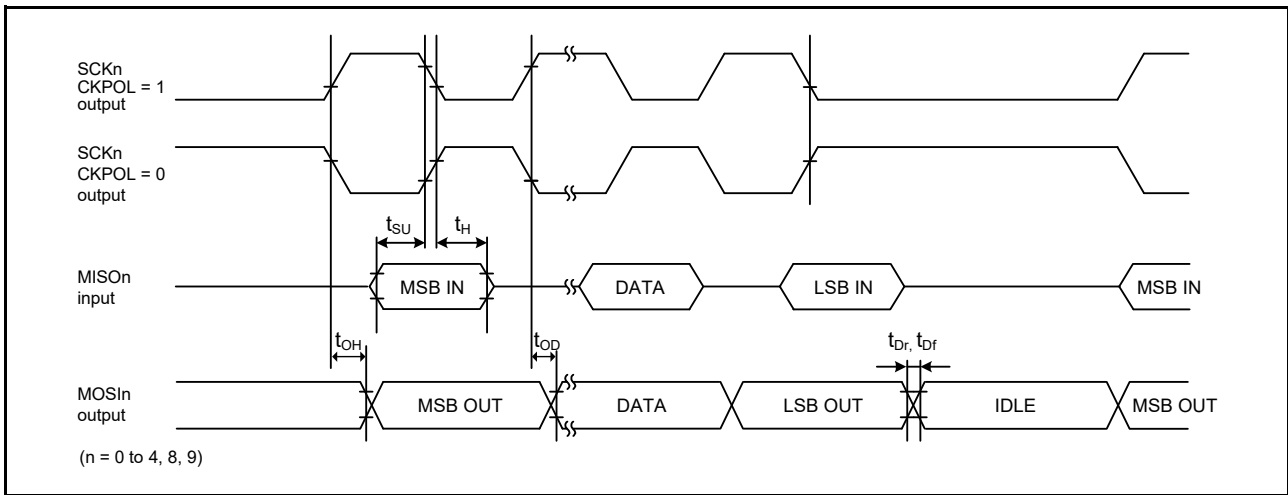 SCKn
CKPOL = 1
output
SCKn
CKPOL = 0
output
tSU
tH
MISOn
input
MSB IN
DATA
LSB IN
MSB IN
tOH
tOD
tDr, tDf
MOSIn
output
MSB OUT
DATA
LSB OUT
IDLE
MSB OUT
(n = 0 to 4, 8, 9)